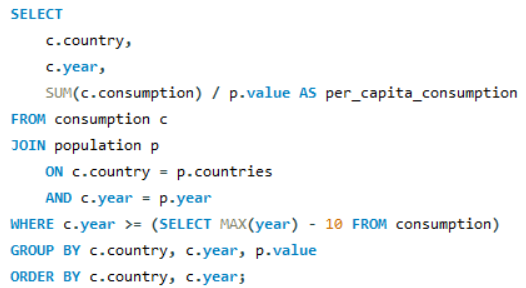 SELECT
c.country,
c.year,
SUM(c.consumption) / p.value AS per_capita_consumption
FROM consumption c
JOIN population p
ON c.country = p.countries
AND c.year = p.year
WHERE c.year >= (SELECT MAX(year) - 10 FROM consumption)
GROUP BY c.country, c.year, p.value
ORDER BY c.country, c.year;